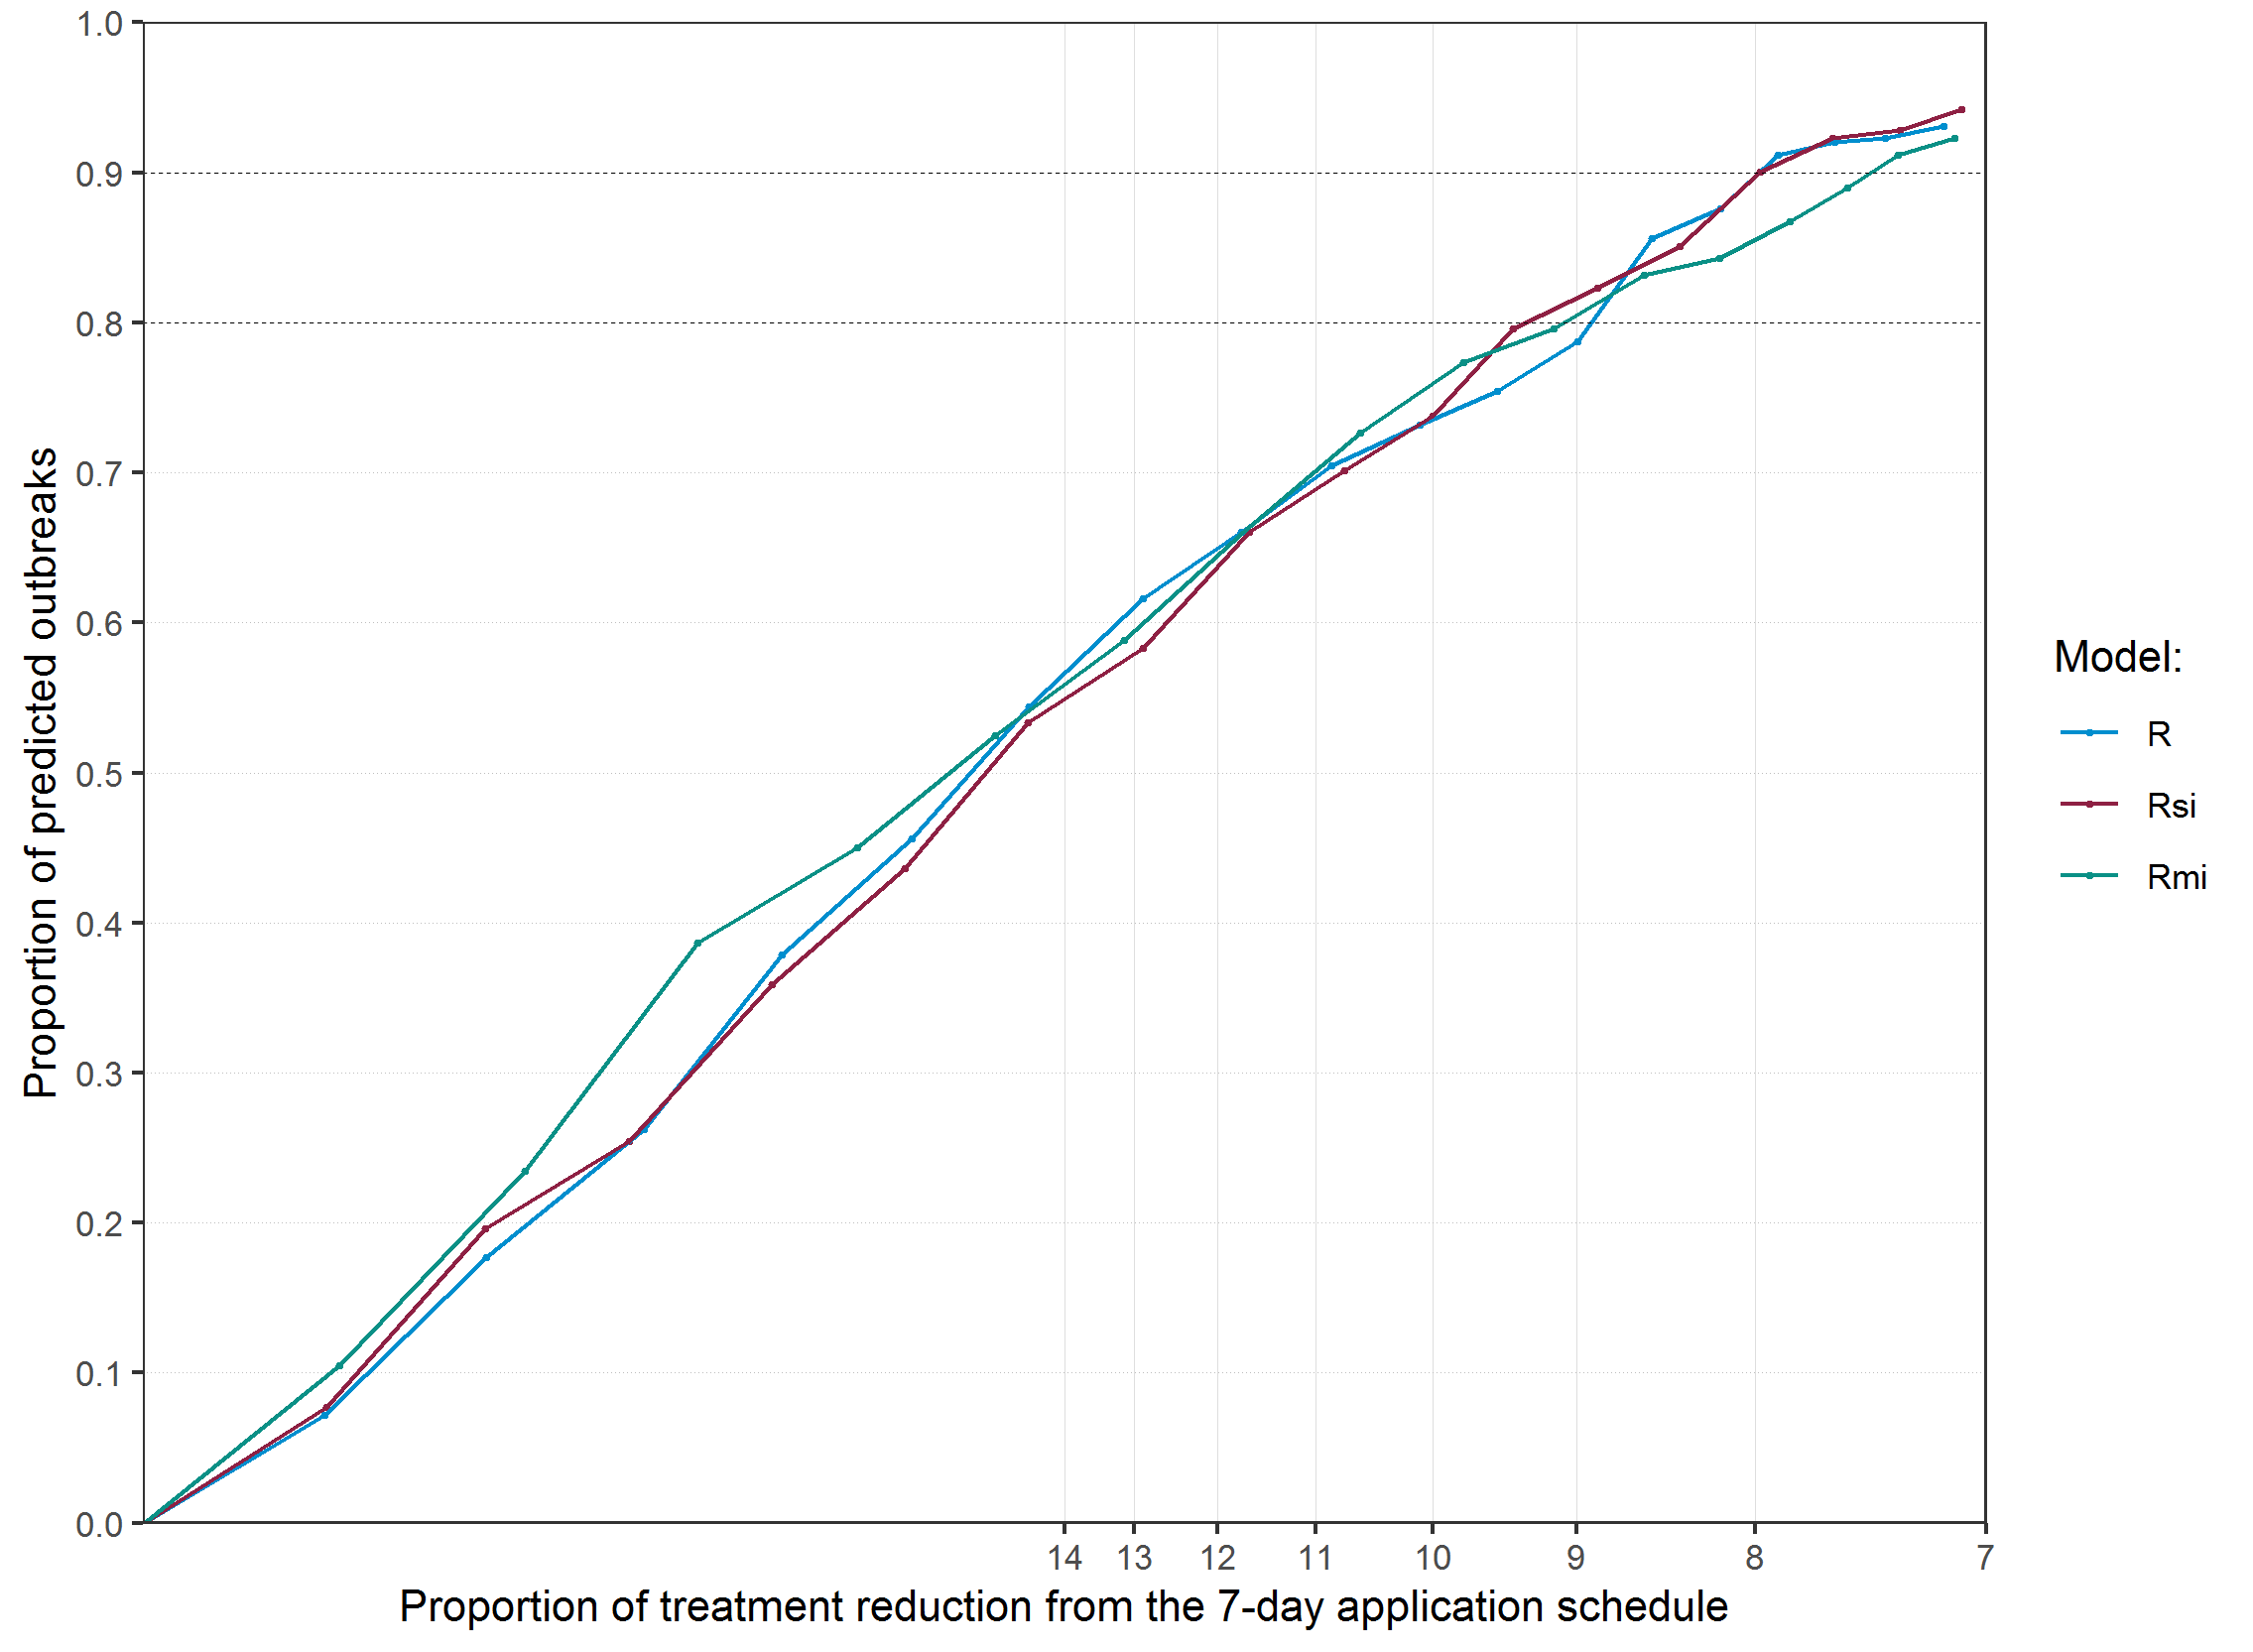 1.0
0.9
0.8
0.7
0.6
0.5
0.4
0.3
0.2
0.1
0.0
Proportion of predicted outbreaks
14 13 12 11 10 9 8 7
Proportion of treatment reduction from the 7-day application schedule
Model:
R
Rsi
Rmi